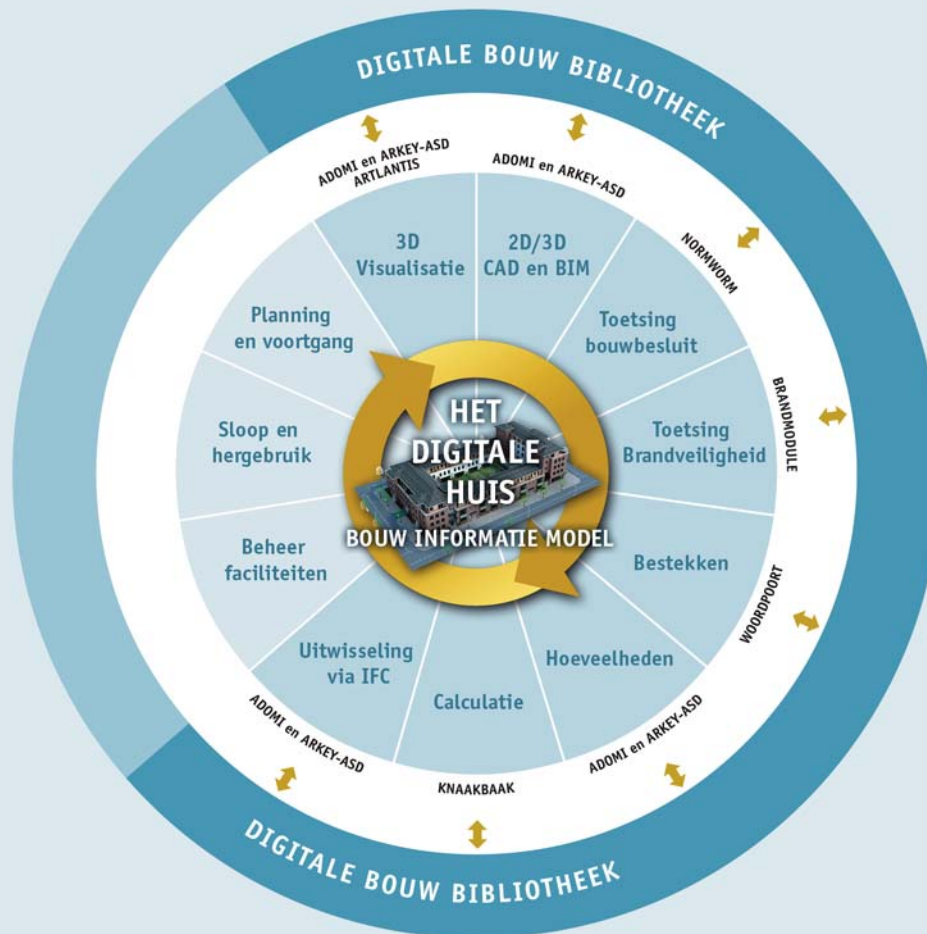 DIGITALE BOUW BIBLIOTHEEK
ADOMI en ARKEY-ASD
ARTLANTIS
ADOMI en ARKEY-ASD
NORMWORM
BRANDMODULE
WOORDPOORT
ADOMI en ARKEY-ASD
KNAAKBAAK
ADOMI en ARKEY-ASD
3D
Visualisatie
2D/3D
CAD en BIM
Toetsing
bouwbesluit
Toetsing
Brandveiligheid
Bestekken
Hoeveelheden
Calculatie
Uitwisseling
via IFC
Beheer
faciliteiten
Sloop en
hergebruik
Planning
en voortgang
HET
DIGITALE
HUIS
BOUW INFORMATIE MODEL
DIGITALE BOUW BIBLIOTHEEK